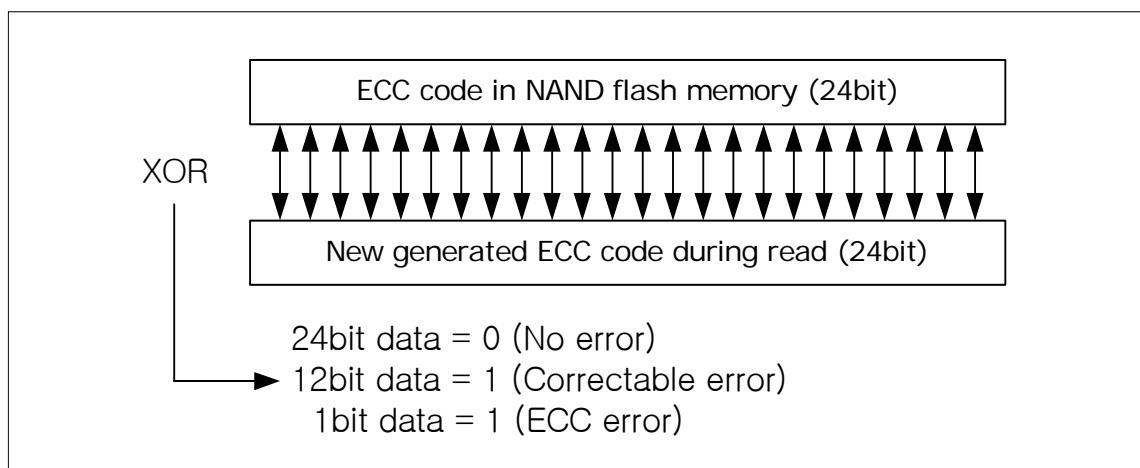 ECC code in NAND flash memory (24bit)
XOR
New generated ECC code during read (24bit)
24bit data = 0 (No error)
12bit data = 1 (Correctable error)
1bit data = 1 (ECC error)